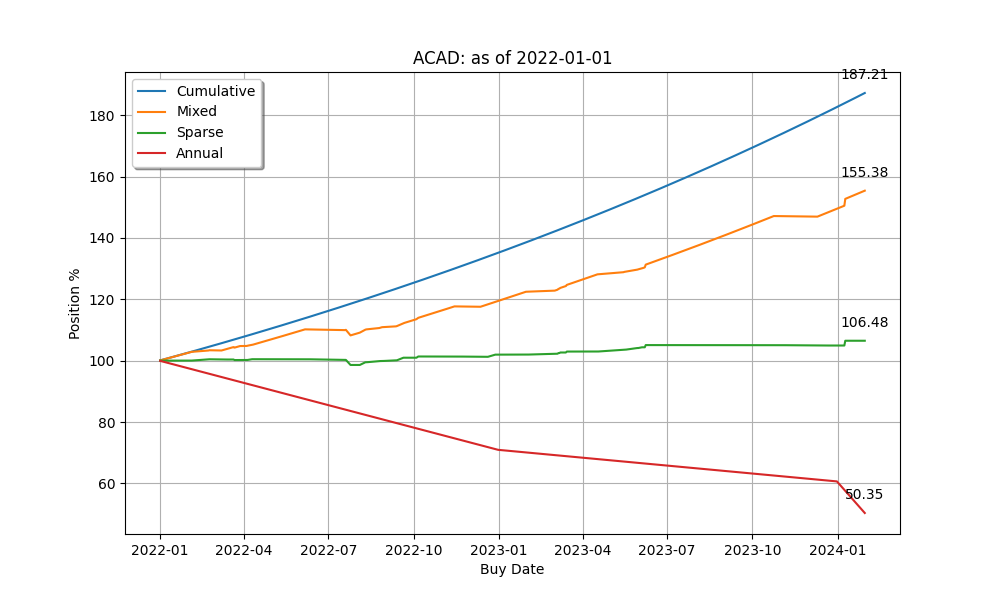 ACAD: as of 2022-01-01
187.21
Cumulative
Mixed
Sparse
Annual
155.38
106.48
50.35
180
160
140
120
100
80
60
Position %
2022-01
2022-04
2022-07
2022-10
2023-01
2023-04
2023-07
2023-10
2024-01
Buy Date